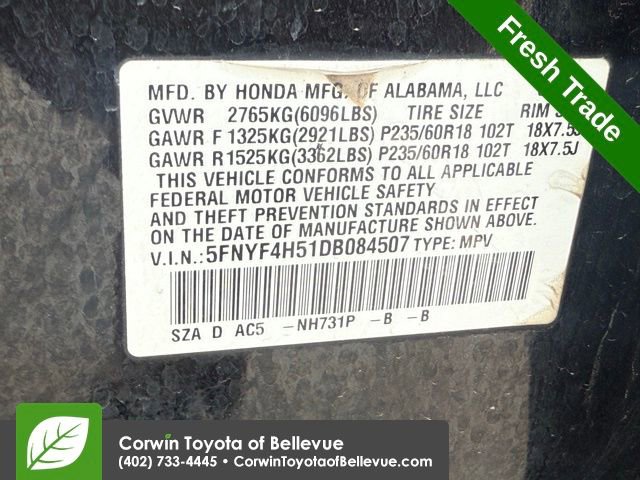 Fresh Trade
MFD. BY HONDA MFG. OF ALABAMA, LLC
GVWR 2765KG(6096LBS) TIRE SIZE RIM
GAWR F 1325KG(2921LBS) P235/60R18 102T 18X7.5J
GAWR R1525KG(3362LBS) P235/60R18 102T 18X7.5J
THIS VEHICLE CONFORMS TO ALL APPLICABLE
FEDERAL MOTOR VEHICLE SAFETY
AND THEFT PREVENTION STANDARDS IN EFFECT
ON THE DATE OF MANUFACTURE SHOWN ABOVE.
V.I.N.:5FNYF4H51DB084507 TYPE: MPV
SZA D AC5 -NH731P -B -B
Corwin Toyota of Bellevue
(402) 733-4445 • CorwinToyotaofBellevue.com